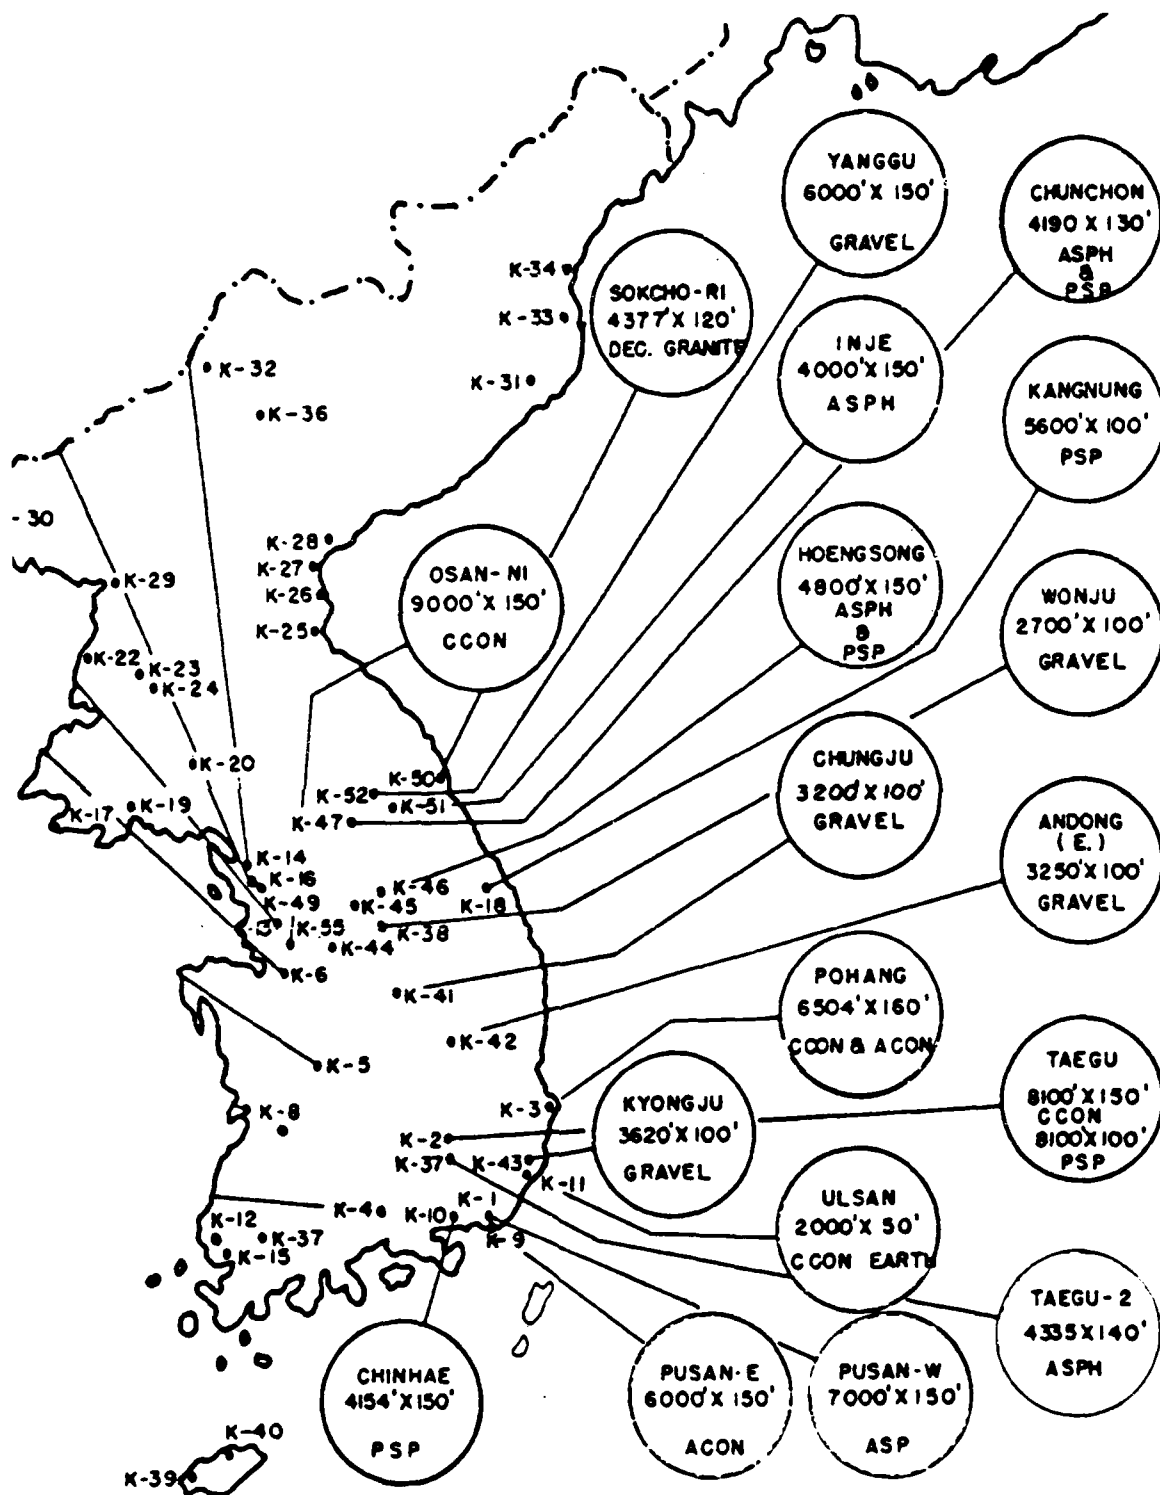 YANGGU
6000'X 150'
GRAVEL
CHUNCHON
4190 X 130'
ASPH
&
PSP
SOKCHO-RI
4377'X 120'
DEC. GRANITE
INJE
4000'X 150'
ASPH
KANGNUNG
5600'X 100'
PSP
OSAN-NI
9000'X 150'
CCON
HOENGSONG
4800'X 150'
ASPH
&
PSP
WONJU
2700'X 100'
GRAVEL
CHUNGJU
3200'X 100'
GRAVEL
ANDONG
(E.)
3250'X 100'
GRAVEL
POHANG
6504'X 160'
CCON & ACON
TAEGU
8100'X 150'
CCON
8100'X 100'
PSP
KYONGJU
3620'X 100'
GRAVEL
ULSAN
2000'X 50'
CCON EARTH
TAEGU-2
4335 X 140'
ASPH
CHINHAE
4154'X 150'
PSP
PUSAN-E
6000'X 150'
ACON
PUSAN-W
7000'X 150'
ASP
K-34
K-33
K-32
K-31
K-36
-30
K-28
K-27
K-29
K-26
K-25
K-22
K-23
K-24
K-20
K-50
K-52
K-51
K-17
K-19
K-47
K-14
K-16
K-46
K-49
K-45
K-18
K-55
K-38
K-44
K-6
K-41
K-42
K-5
K-8
K-3
K-2
K-37
K-43
K-11
K-4
K-10
K-1
K-12
K-37
K-9
K-15
K-40
K-39